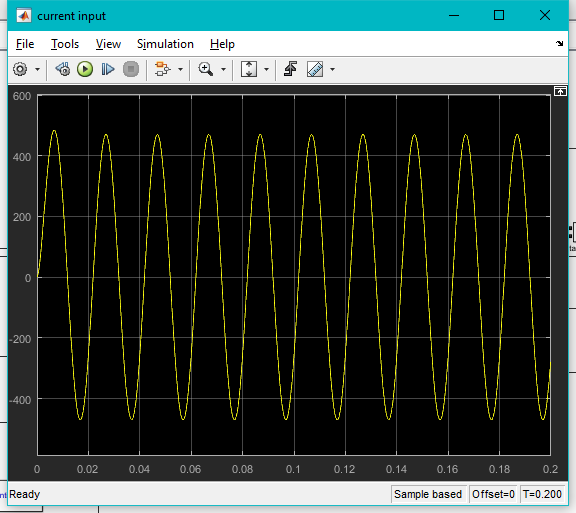 current input
File Tools View Simulation Help
600
400
200
0
-200
-400
0 0.02 0.04 0.06 0.08 0.1 0.12 0.14 0.16 0.18 0.2
Ready Sample based Offset=0 T=0.200